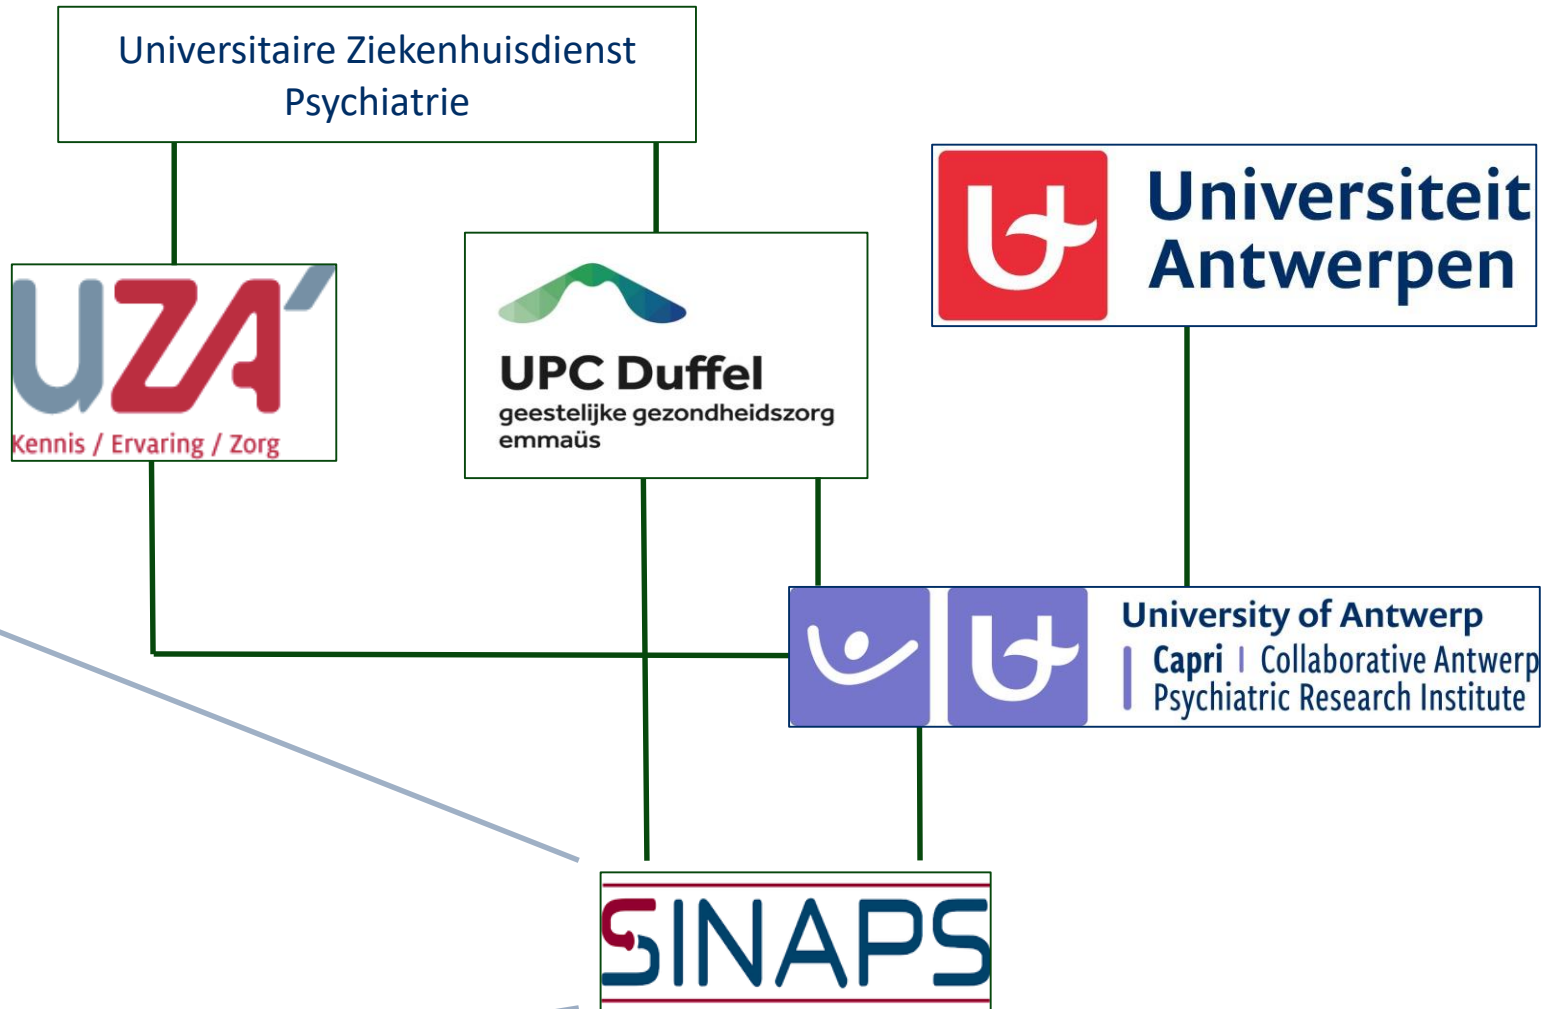 Universitaire Ziekenhuisdienst
Psychiatrie
UZA
Kennis / Ervaring / Zorg
UPC Duffel
geestelijke gezondheidszorg
emmaüs
Universiteit
Antwerpen
University of Antwerp
Capri | Collaborative Antwerp
Psychiatric Research Institute
SINAPS